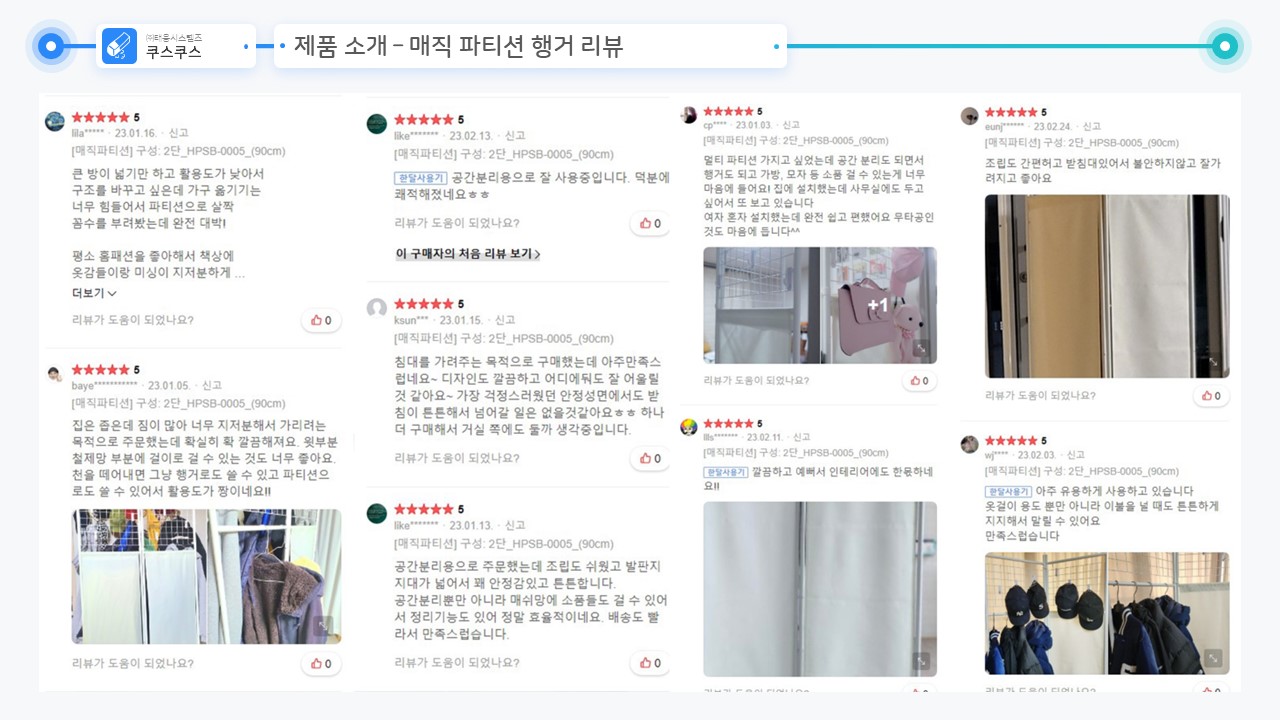 ㈜태웅시스템즈
쿠스쿠스
제품 소개 – 매직 파티션 행거 리뷰
★★★★★ 5
lila***** · 23.01.16. · 신고
[매직파티션] 구성: 2단_HPSB-0005_(90cm)
큰 방이 넓기만 하고 활용도가 낮아서
구조를 바꾸고 싶은데 가구 옮기기는
너무 힘들어서 파티션으로 살짝
꼼수를 부려봤는데 완전 대박!
평소 홈패션을 좋아해서 책상에
옷감들이랑 미싱이 지저분하게 ...
더보기
리뷰가 도움이 되었나요?
0
★★★★★ 5
baye*********** · 23.01.05. · 신고
[매직파티션] 구성: 2단_HPSB-0005_(90cm)
집은 좁은데 짐이 많아 너무 지저분해서 가리려는
목적으로 주문했는데 확실히 확 깔끔해져요. 윗부분
철제망 부분에 걸이로 걸 수 있는 것도 너무 좋아요.
천을 떼어내면 그냥 행거로도 쓸 수 있고 파티션으
로도 쓸 수 있어서 활용도가 짱이네요!!
리뷰가 도움이 되었나요?
0
★★★★★ 5
like******* · 23.02.13. · 신고
[매직파티션] 구성: 2단_HPSB-0005_(90cm)
한달사용기 공간분리용으로 잘 사용중입니다. 덕분에
쾌적해졌네요ㅎㅎ
리뷰가 도움이 되었나요?
0
이 구매자의 처음 리뷰 보기 >
★★★★★ 5
ksun*** · 23.01.15. · 신고
[매직파티션] 구성: 2단_HPSB-0005_(90cm)
침대를 가려주는 목적으로 구매했는데 아주만족스
럽네요~ 디자인도 깔끔하고 어디에둬도 잘 어울릴
것 같아요~ 가장 걱정스러웠던 안정성면에서도 받
침이 튼튼해서 넘어갈 일은 없을것같아요ㅎㅎ 하나
더 구매해서 거실 쪽에도 둘까 생각중입니다.
리뷰가 도움이 되었나요?
0
★★★★★ 5
like******* · 23.01.13. · 신고
[매직파티션] 구성: 2단_HPSB-0005_(90cm)
공간분리용으로 주문했는데 조립도 쉬웠고 발판지
지대가 넓어서 꽤 안정감있고 튼튼합니다.
공간분리뿐만 아니라 매쉬망에 소품들도 걸 수 있어
서 정리기능도 있어 정말 효율적이네요. 배송도 빨
라서 만족스럽습니다.
리뷰가 도움이 되었나요?
0
★★★★★ 5
cp**** · 23.01.03. · 신고
[매직파티션] 구성: 2단_HPSB-0005_(90cm)
멀티 파티션 가지고 싶었는데 공간 분리도 되면서
행거도 되고 가방, 모자 등 소품 걸 수 있는게 너무
마음에 들어요! 집에 설치했는데 사무실에도 두고
싶어서 또 보고 있습니다
여자 혼자 설치했는데 완전 쉽고 편했어요 무타공인
것도 마음에 듭니다^^
+1
리뷰가 도움이 되었나요?
0
★★★★★ 5
llls******* · 23.02.11. · 신고
[매직파티션] 구성: 2단_HPSB-0005_(90cm)
한달사용기 깔끔하고 예뻐서 인테리어에도 한몫하네
요!!
리뷰가 도움이 되었나요?
0
★★★★★ 5
eunj****** · 23.02.24. · 신고
[매직파티션] 구성: 2단_HPSB-0005_(90cm)
조립도 간편허고 받침대있어서 불안하지않고 잘가
려지고 좋아요
리뷰가 도움이 되었나요?
0
★★★★★ 5
wj**** · 23.02.03. · 신고
[매직파티션] 구성: 2단_HPSB-0005_(90cm)
한달사용기 아주 유용하게 사용하고 있습니다
옷걸이 용도 뿐만 아니라 이불을 널 때도 튼튼하게
지지해서 말릴 수 있어요
만족스럽습니다
리뷰가 도움이 되었나요?
0